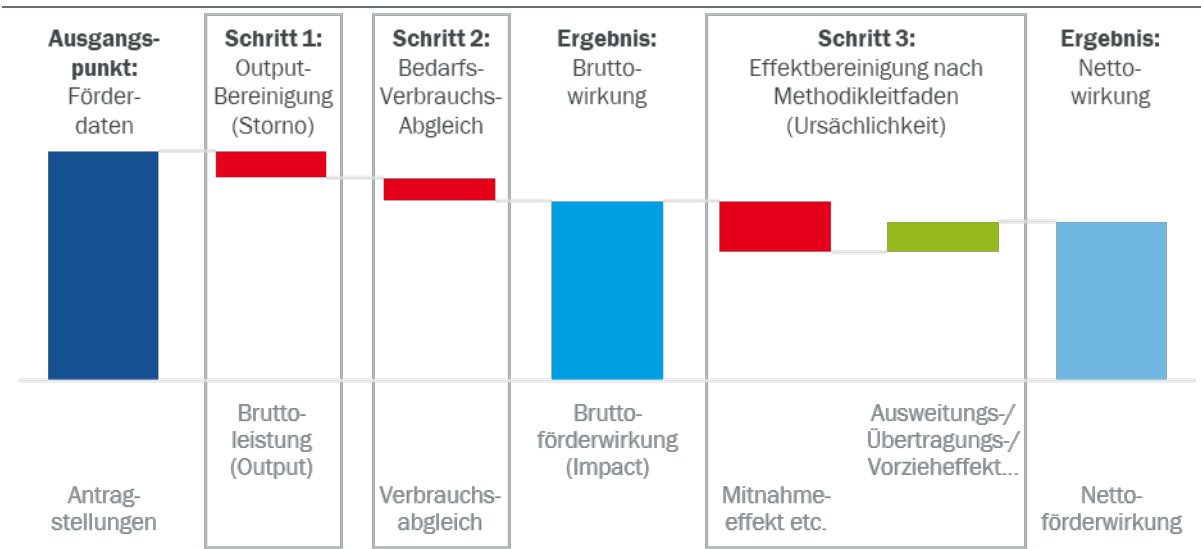 Ausgangs-
punkt:
Förder-
daten
Schritt 1:
Output-
Bereinigung
(Storno)
Schritt 2:
Bedarfs-
Verbrauchs-
Abgleich
Ergebnis:
Brutto-
wirkung
Schritt 3:
Effektbereinigung nach
Methodikleitfaden
(Ursächlichkeit)
Ergebnis:
Netto-
wirkung
Antrag-
stellungen
Brutto-
leistung
(Output)
Verbrauchs-
abgleich
Brutto-
förderwirkung
(Impact)
Mitnahme-
effekt etc.
Ausweitungs-/
Übertragungs-/
Vorzieheffekt...
Netto-
förderwirkung